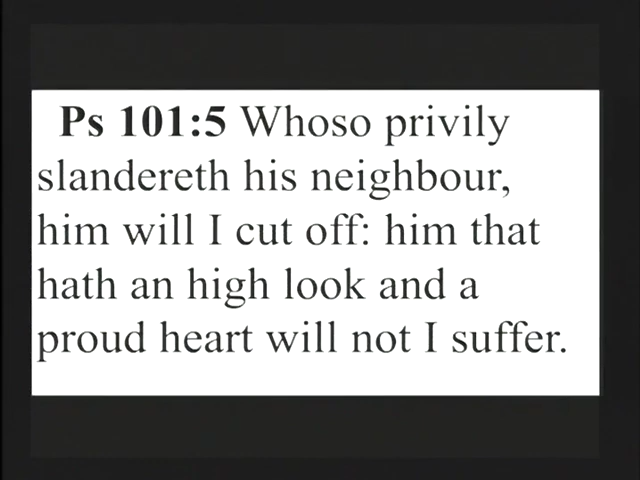 Ps 101:5 Whoso privily
slandereth his neighbour,
him will I cut off: him that
hath an high look and a
proud heart will not I suffer.